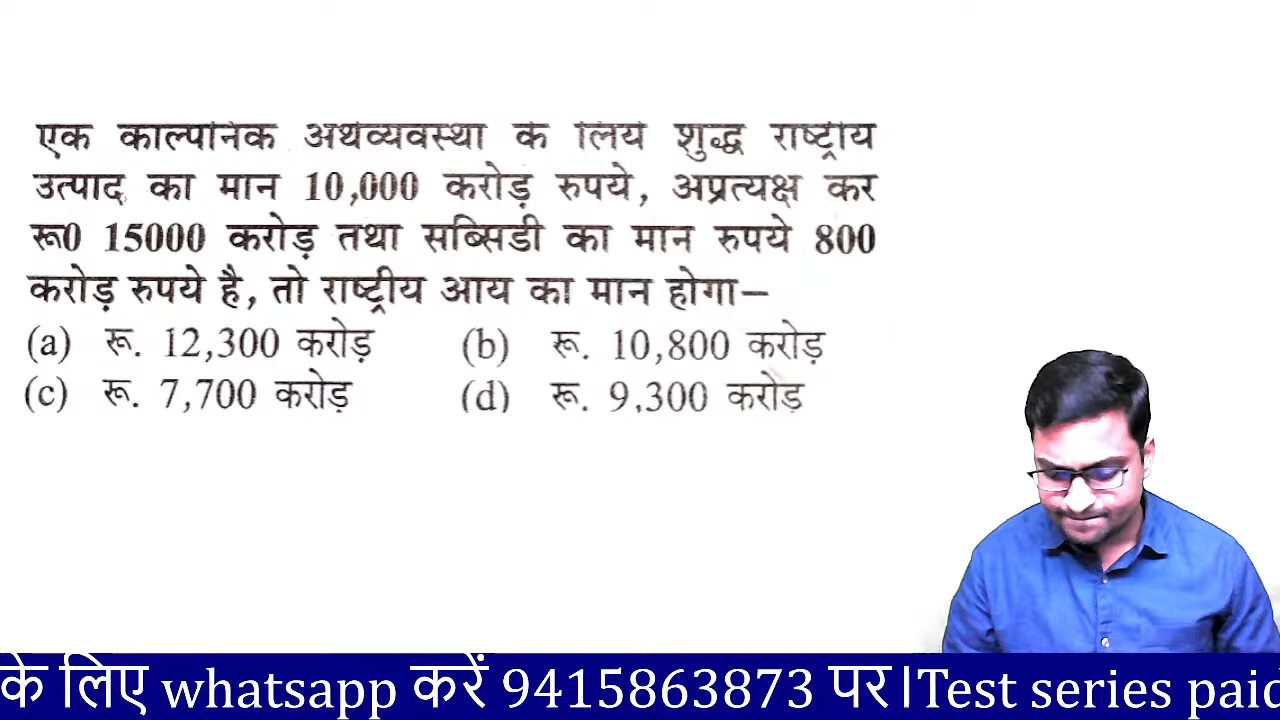 एक काल्पनिक अर्थव्यवस्था के लिये शुद्ध राष्ट्रीय
उत्पाद का मान 10,000 करोड़ रुपये, अप्रत्यक्ष कर
रू0 15000 करोड़ तथा सब्सिडी का मान रुपये 800
करोड़ रुपये है, तो राष्ट्रीय आय का मान होगा–
(a) रू. 12,300 करोड़ (b) रू. 10,800 करोड़
(c) रू. 7,700 करोड़ (d) रू. 9,300 करोड़
के लिए whatsapp करें 9415863873 पर।Test series paid